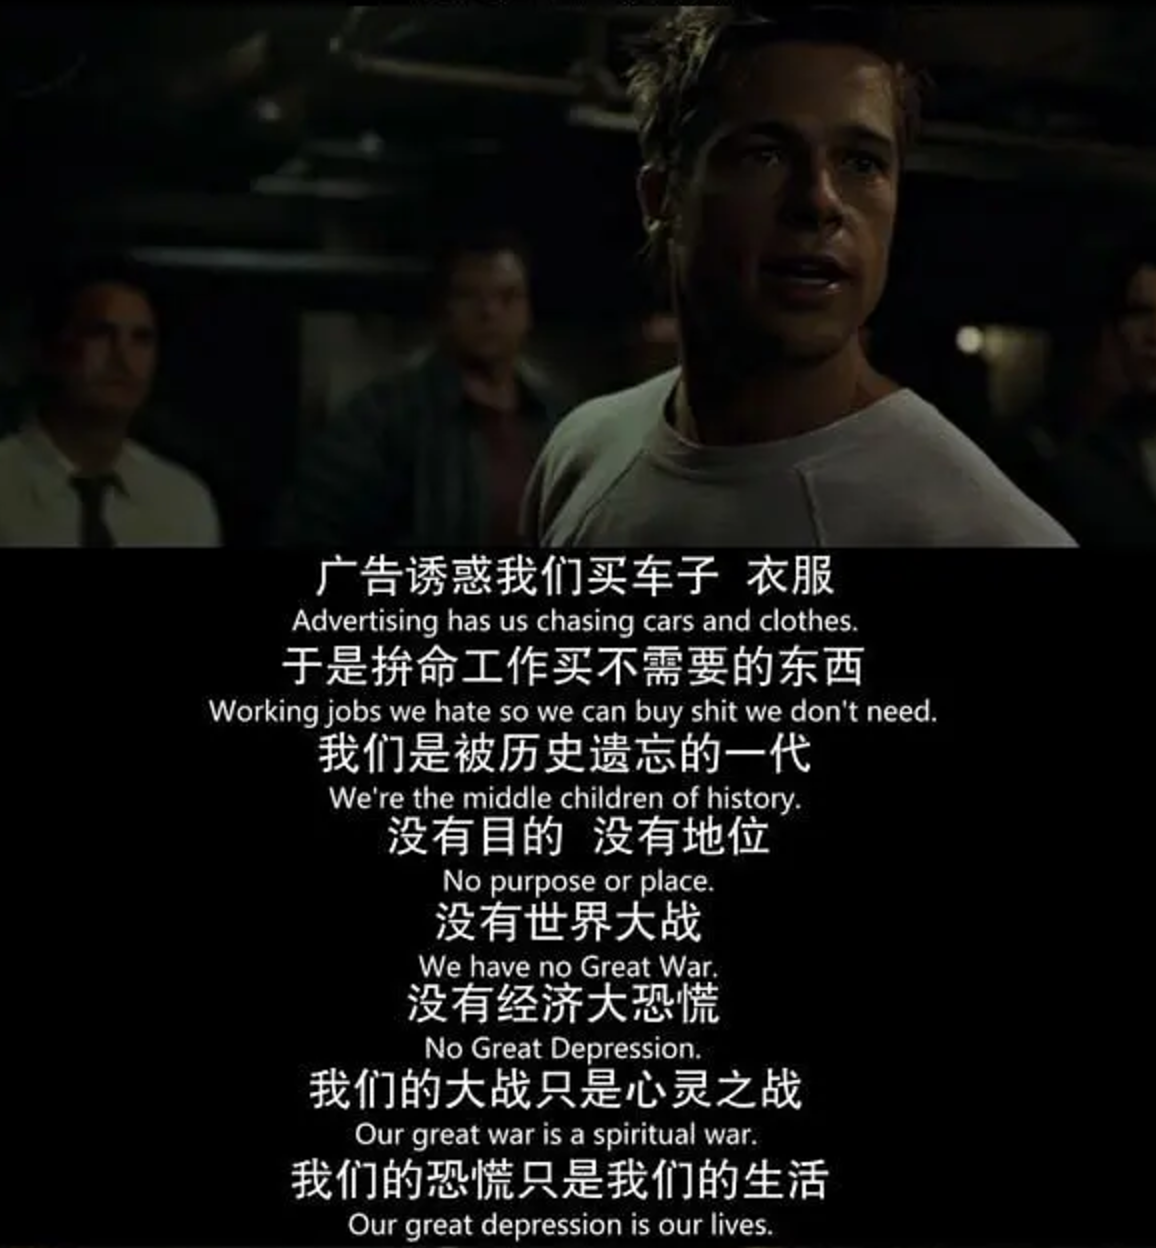 广告诱惑我们买车子 衣服
Advertising has us chasing cars and clothes.
于是拚命工作买不需要的东西
Working jobs we hate so we can buy shit we don't need.
我们是被历史遗忘的一代
We're the middle children of history.
没有目的 没有地位
No purpose or place.
没有世界大战
We have no Great War.
没有经济大恐慌
No Great Depression.
我们的大战只是心灵之战
Our great war is a spiritual war.
我们的恐慌只是我们的生活
Our great depression is our lives.